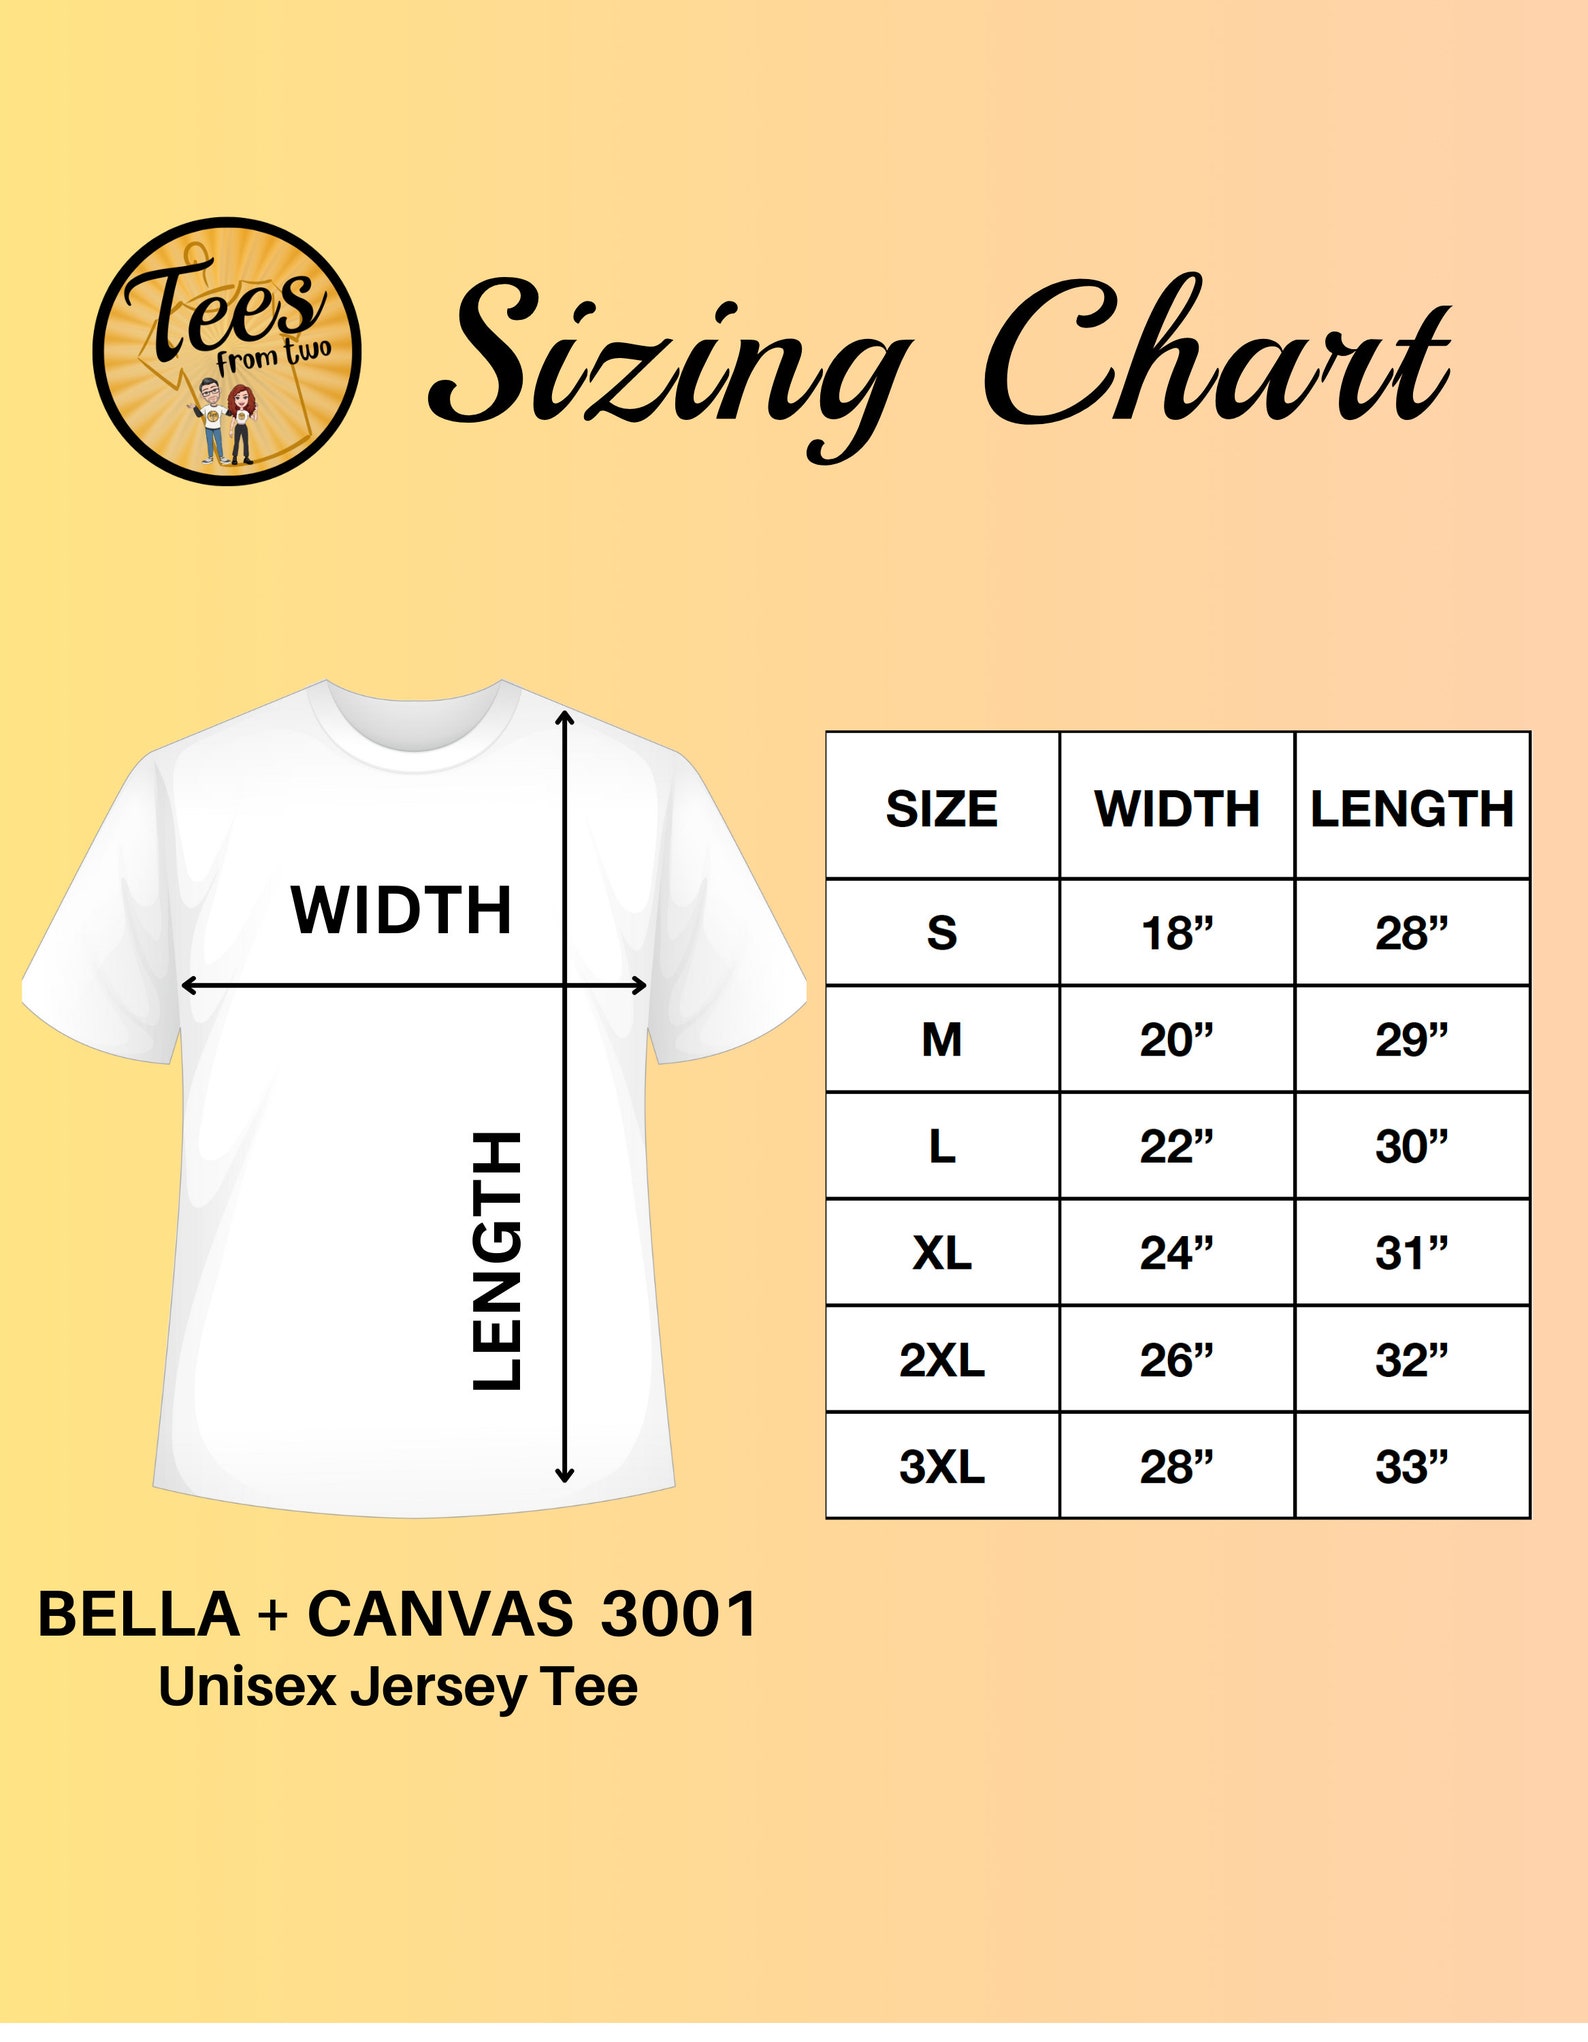 Tees
from two
Sizing Chart
WIDTH
LENGTH
SIZE WIDTH LENGTH
S 18” 28”
M 20” 29”
L 22” 30”
XL 24” 31”
2XL 26” 32”
3XL 28” 33”
BELLA + CANVAS 3001
Unisex Jersey Tee